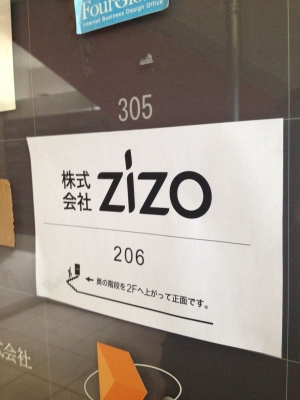 Internet Business Design Office
305
株式
会社
zizo
206
← 奥の階段を2Fへ上がって正面です。
会社